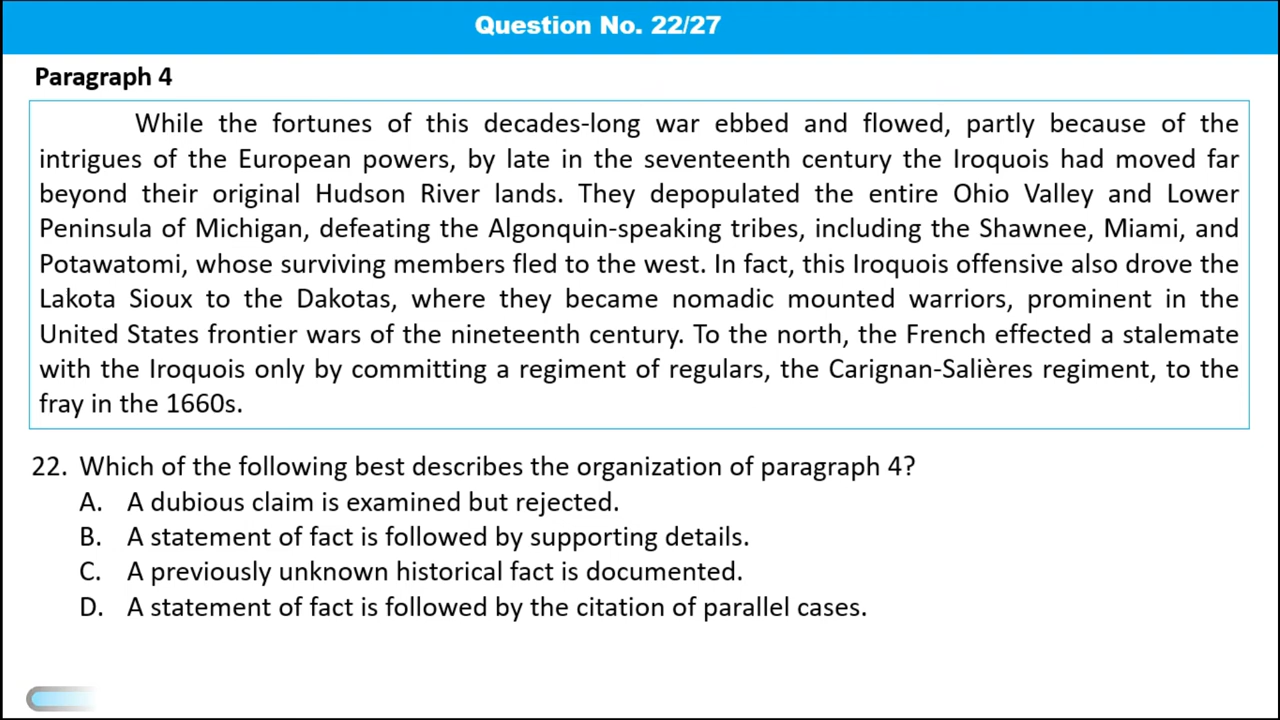 Question No. 22/27
Paragraph 4
While the fortunes of this decades-long war ebbed and flowed, partly because of the
intrigues of the European powers, by late in the seventeenth century the Iroquois had moved far
beyond their original Hudson River lands. They depopulated the entire Ohio Valley and Lower
Peninsula of Michigan, defeating the Algonquin-speaking tribes, including the Shawnee, Miami, and
Potawatomi, whose surviving members fled to the west. In fact, this Iroquois offensive also drove the
Lakota Sioux to the Dakotas, where they became nomadic mounted warriors, prominent in the
United States frontier wars of the nineteenth century. To the north, the French effected a stalemate
with the Iroquois only by committing a regiment of regulars, the Carignan-Salières regiment, to the
fray in the 1660s.
22. Which of the following best describes the organization of paragraph 4?
A. A dubious claim is examined but rejected.
B. A statement of fact is followed by supporting details.
C. A previously unknown historical fact is documented.
D. A statement of fact is followed by the citation of parallel cases.